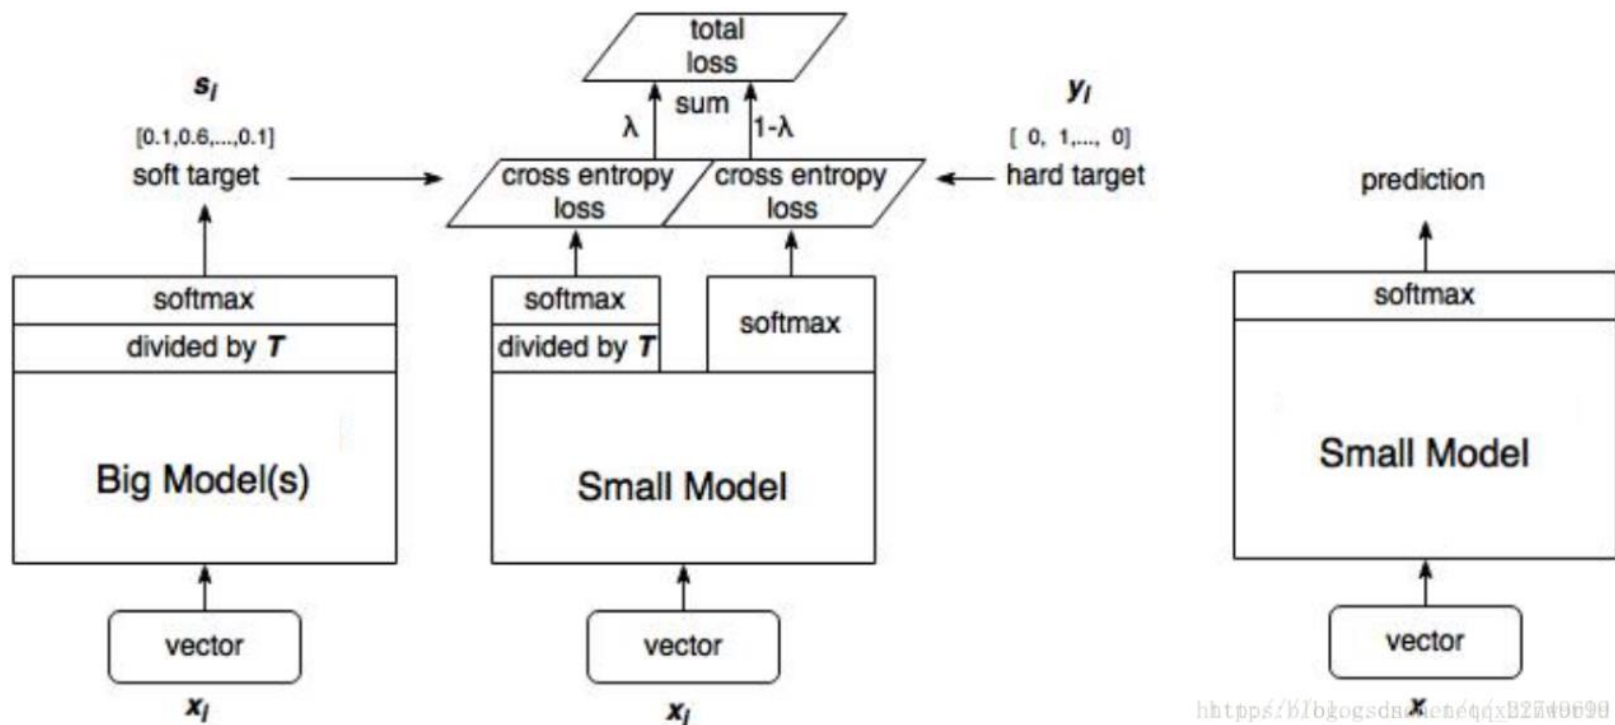 total
loss
sum
λ
1-λ
s_i
[0.1,0.6,...,0.1]
soft target
cross entropy
loss
cross entropy
loss
y_i
[ 0, 1,..., 0]
hard target
softmax
divided by T
Big Model(s)
vector
x_i
softmax
divided by T
softmax
Small Model
vector
x_i
prediction
softmax
Small Model
vector
x